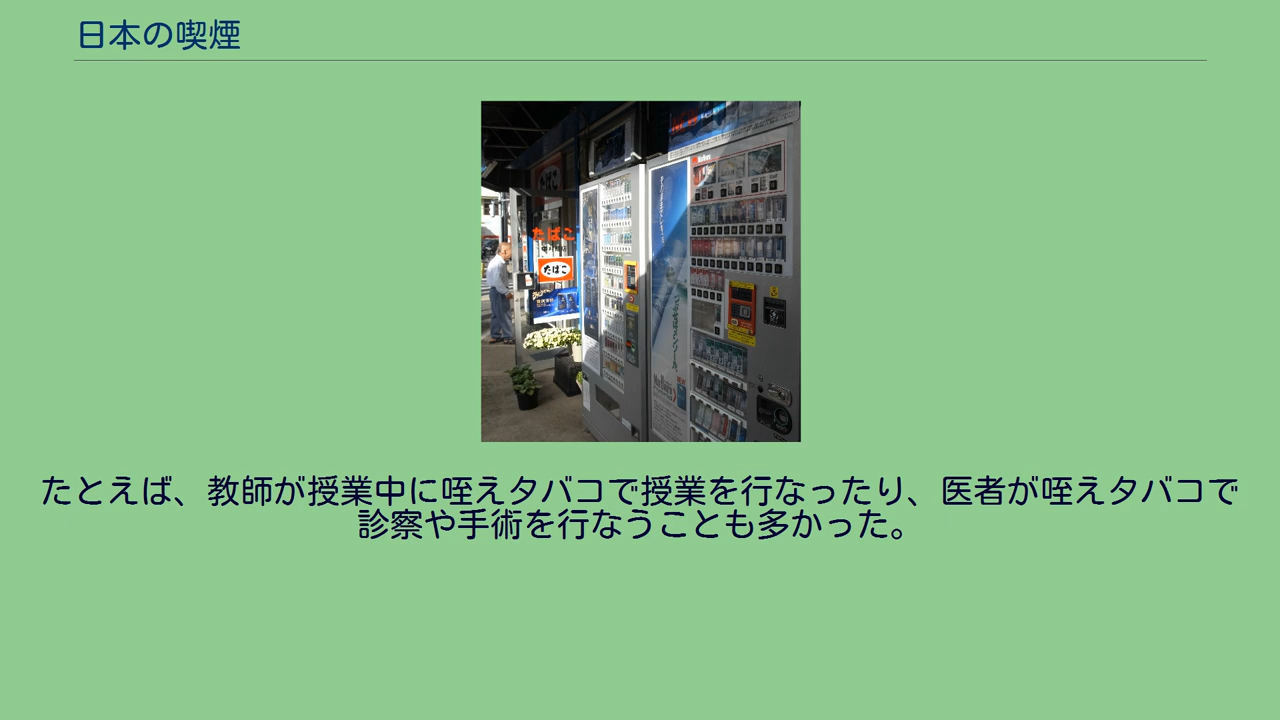 日本の喫煙
たばこ
たばこ
たばこ
たとえば、教師が授業中に咥えタバコで授業を行なったり、医者が咥えタバコで
診察や手術を行なうことも多かった。